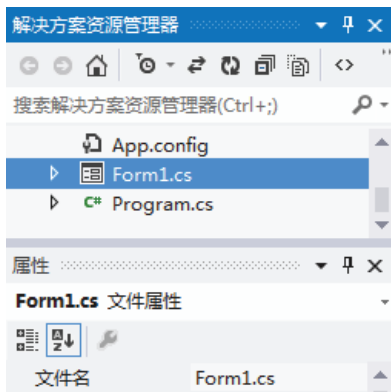 解决方案资源管理器
搜索解决方案资源管理器(Ctrl+;)
App.config
Form1.cs
C# Program.cs
属性
Form1.cs 文件属性
文件名 Form1.cs